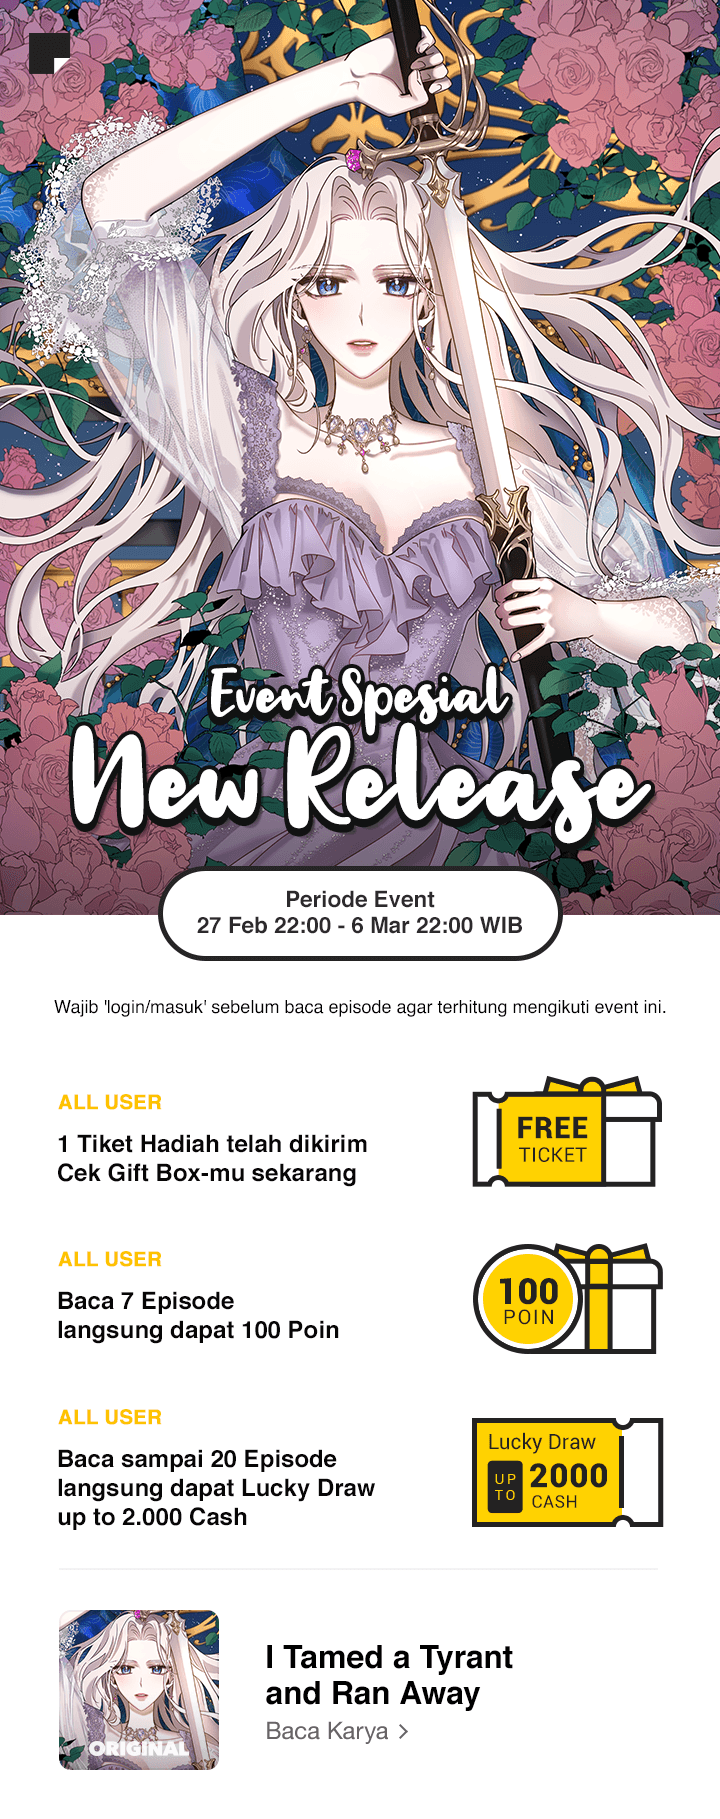 Event Spesial
New Release
Periode Event
27 Feb 22:00 - 6 Mar 22:00 WIB
Wajib 'login/masuk' sebelum baca episode agar terhitung mengikuti event ini.
ALL USER
1 Tiket Hadiah telah dikirim
Cek Gift Box-mu sekarang
FREE
TICKET
ALL USER
Baca 7 Episode
langsung dapat 100 Poin
100
POIN
ALL USER
Baca sampai 20 Episode
langsung dapat Lucky Draw
up to 2.000 Cash
Lucky Draw
UP TO
2000
CASH
ORIGINAL
I Tamed a Tyrant
and Ran Away
Baca Karya >